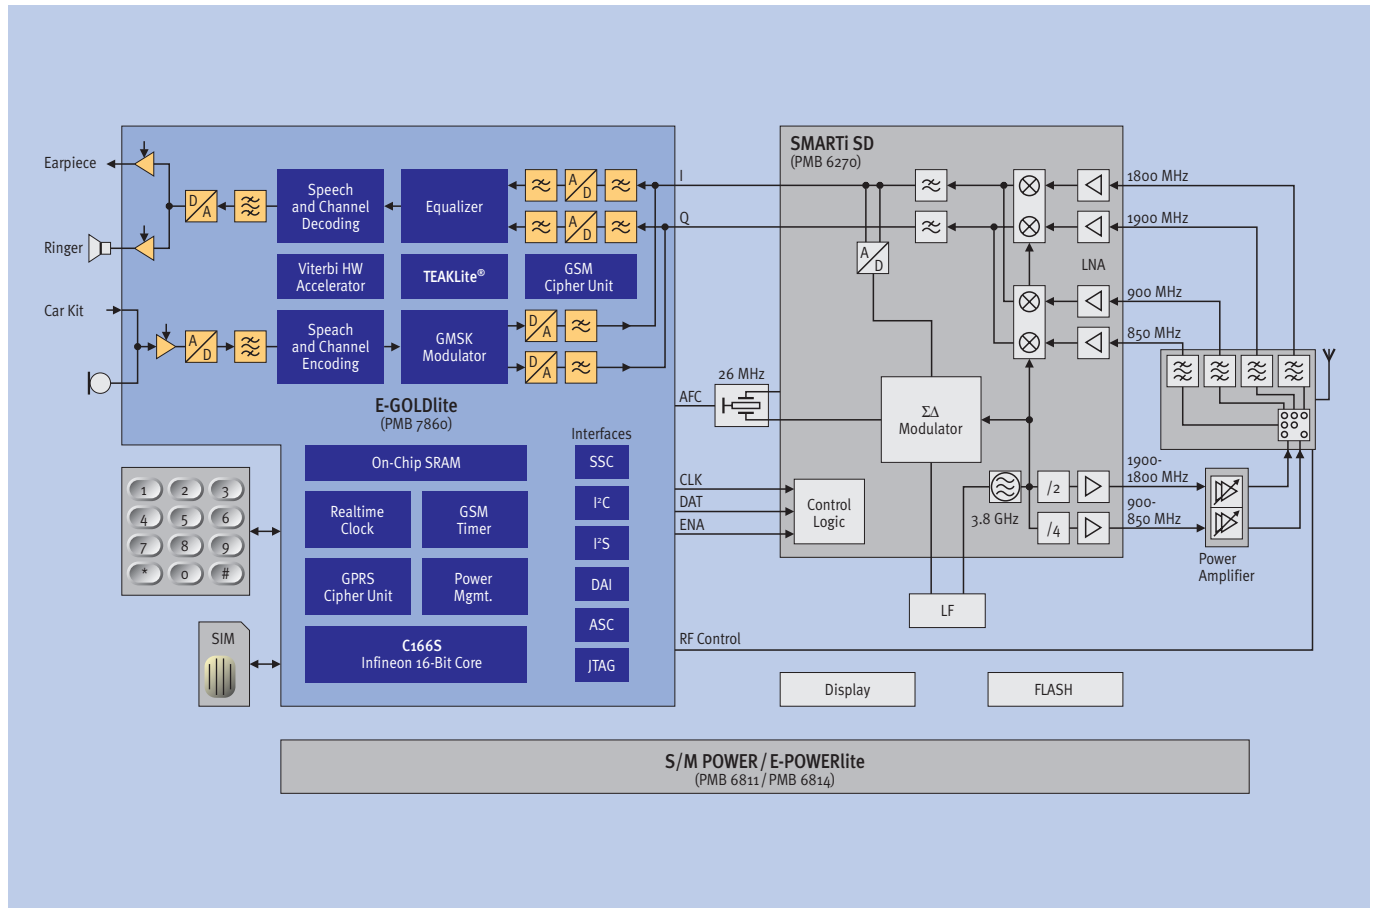 Earpiece
Ringer
Car Kit
D
A
Speech
and Channel
Decoding
Equalizer
A
D
A
D
I
Q
Viterbi HW
Accelerator
TEAKLite®
GSM
Cipher Unit
A
D
Speach
and Channel
Encoding
GMSK
Modulator
D
A
D
A
E-GOLDlite
(PMB 7860)
Interfaces
On-Chip SRAM
Realtime
Clock
GSM
Timer
GPRS
Cipher Unit
Power
Mgmt.
C166S
Infineon 16-Bit Core
SSC
I²C
I²S
DAI
ASC
JTAG
1
2
3
4
5
6
7
8
9
*
0
#
SIM
AFC
26 MHz
CLK
DAT
ENA
RF Control
SMARTi SD
(PMB 6270)
A
D
LNA
ΣΔ
Modulator
Control
Logic
3.8 GHz
/2
/4
LF
1800 MHz
1900 MHz
900 MHz
850 MHz
1900-
1800 MHz
900-
850 MHz
Power
Amplifier
Display
FLASH
S/M POWER / E-POWERlite
(PMB 6811 / PMB 6814)